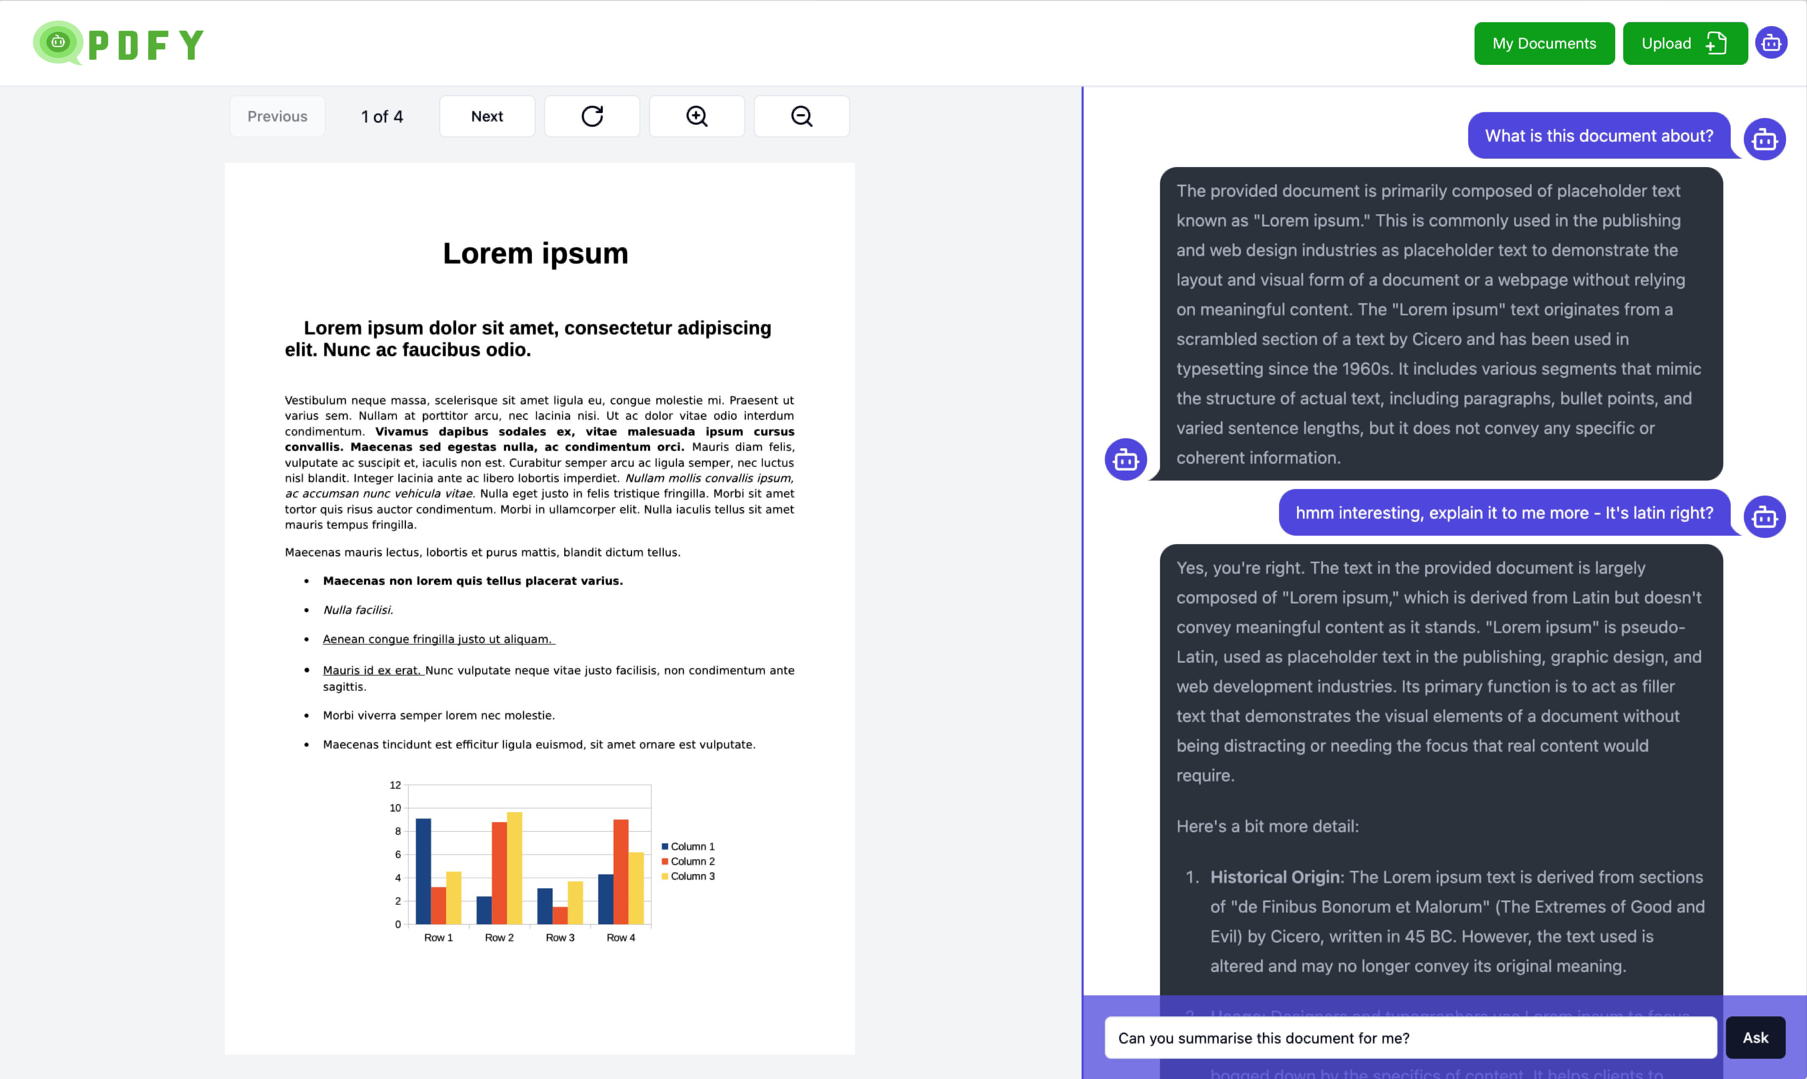 PDFY
My Documents
Upload
Previous
1 of 4
Next
Lorem ipsum
Lorem ipsum dolor sit amet, consectetur adipiscing
elit. Nunc ac faucibus odio.
Vestibulum neque massa, scelerisque sit amet ligula eu, congue molestie mi. Praesent ut
varius sem. Nullam at porttitor arcu, nec lacinia nisi. Ut ac dolor vitae odio interdum
condimentum. Vivamus dapibus sodales ex, vitae malesuada ipsum cursus
convallis. Maecenas sed egestas nulla, ac condimentum orci. Mauris diam felis,
vulputate ac suscipit et, iaculis non est. Curabitur semper arcu ac ligula semper, nec luctus
nisl blandit. Integer lacinia ante ac libero lobortis imperdiet. Nullam mollis convallis ipsum,
ac accumsan nunc vehicula vitae. Nulla eget justo in felis tristique fringilla. Morbi sit amet
tortor quis risus auctor condimentum. Morbi in ullamcorper elit. Nulla iaculis tellus sit amet
mauris tempus fringilla.
Maecenas mauris lectus, lobortis et purus mattis, blandit dictum tellus.
• Maecenas non lorem quis tellus placerat varius.
• Nulla facilisi.
• Aenean congue fringilla justo ut aliquam.
• Mauris id ex erat. Nunc vulputate neque vitae justo facilisis, non condimentum ante
sagittis.
• Morbi viverra semper lorem nec molestie.
• Maecenas tincidunt est efficitur ligula euismod, sit amet ornare est vulputate.
12
10
8
6
4
2
0
Row 1
Row 2
Row 3
Row 4
Column 1
Column 2
Column 3
What is this document about?
The provided document is primarily composed of placeholder text
known as "Lorem ipsum." This is commonly used in the publishing
and web design industries as placeholder text to demonstrate the
layout and visual form of a document or a webpage without relying
on meaningful content. The "Lorem ipsum" text originates from a
scrambled section of a text by Cicero and has been used in
typesetting since the 1960s. It includes various segments that mimic
the structure of actual text, including paragraphs, bullet points, and
varied sentence lengths, but it does not convey any specific or
coherent information.
hmm interesting, explain it to me more - It's latin right?
Yes, you're right. The text in the provided document is largely
composed of "Lorem ipsum," which is derived from Latin but doesn't
convey meaningful content as it stands. "Lorem ipsum" is pseudo-
Latin, used as placeholder text in the publishing, graphic design, and
web development industries. Its primary function is to act as filler
text that demonstrates the visual elements of a document without
being distracting or needing the focus that real content would
require.
Here's a bit more detail:
1. Historical Origin: The Lorem ipsum text is derived from sections
of "de Finibus Bonorum et Malorum" (The Extremes of Good and
Evil) by Cicero, written in 45 BC. However, the text used is
altered and may no longer convey its original meaning.
2. Usage: Designers and typographers use Lorem ipsum to focus
Can you summarise this document for me?
Ask
bogged down by the specifics of content. It helps clients to